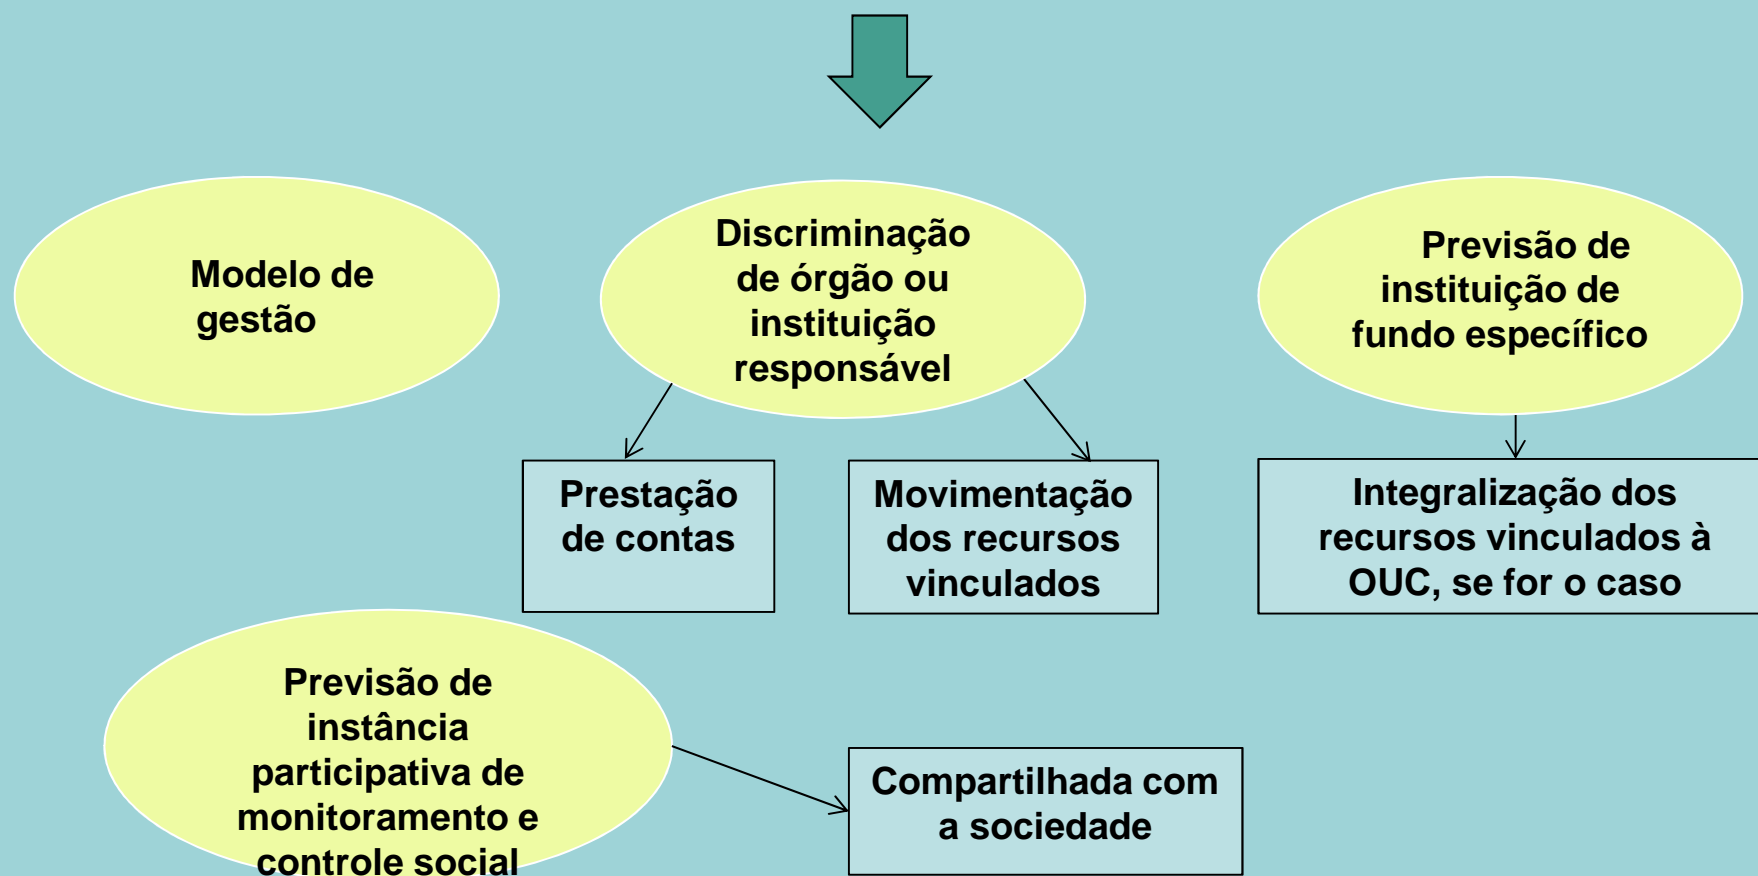 Modelo de
gestão
Discriminação
de órgão ou
instituição
responsável
Previsão de
instituição de
fundo específico
Prestação
de contas
Movimentação
dos recursos
vinculados
Integralização dos
recursos vinculados à
OUC, se for o caso
Previsão de
instância
participativa de
monitoramento e
controle social
Compartilhada com
a sociedade